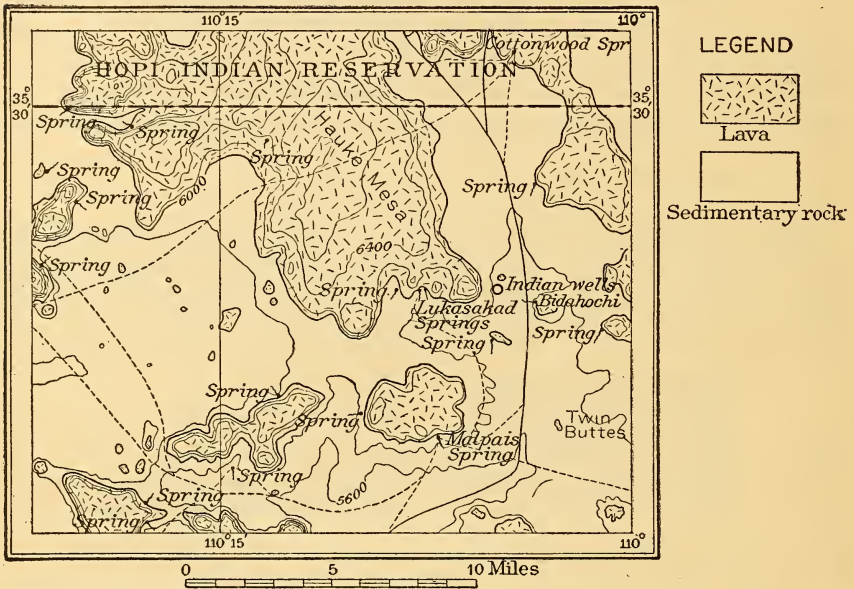 110°15' 110°
LEGEND
Cottonwood Spr
HOPI INDIAN RESERVATION
35°
30
35°
30
Lava
Spring
Spring
Hauke Mesa
Spring
Spring
Spring
Spring
6000
Sedimentary rock
6400
Spring
Spring
Indian wells
Bidahochi
Lukasakad
Springs
Spring
Spring
Spring
Spring
Twin
Buttes
Malpais
Spring
Spring
Spring
5600
Spring
110°15' 110°
0 5 10 Miles